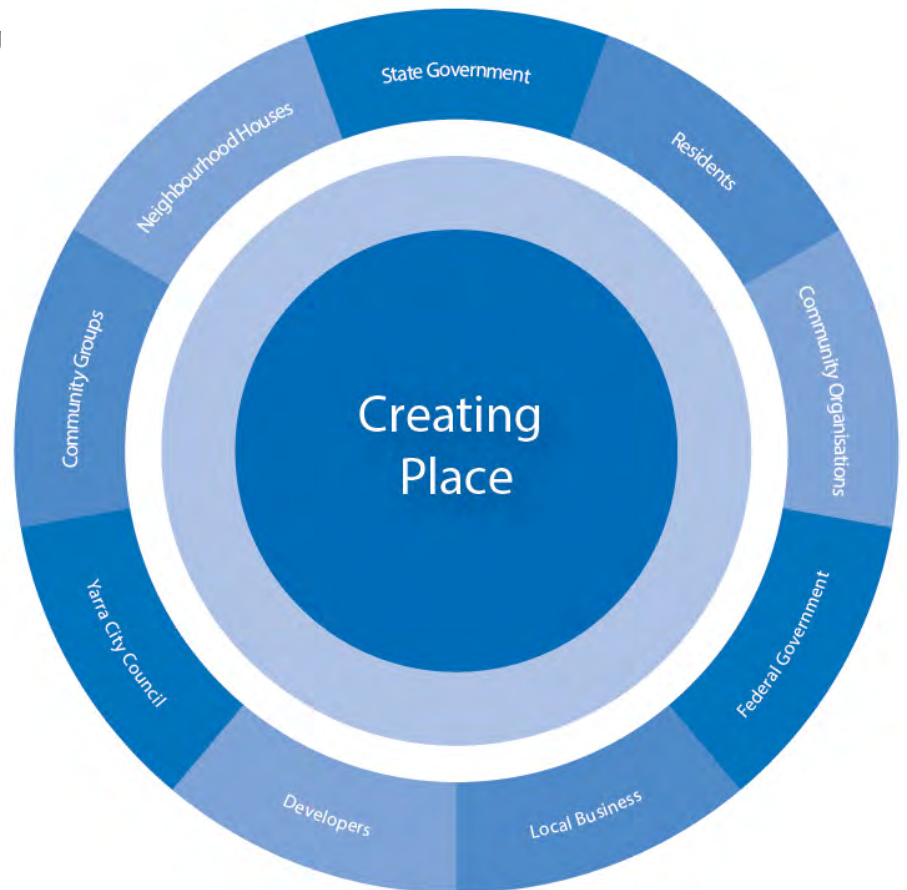 State Government
Residents
Community Organisations
Federal Government
Local Business
Developers
Yarra City Council
Community Groups
Neighbourhood Houses
Creating
Place